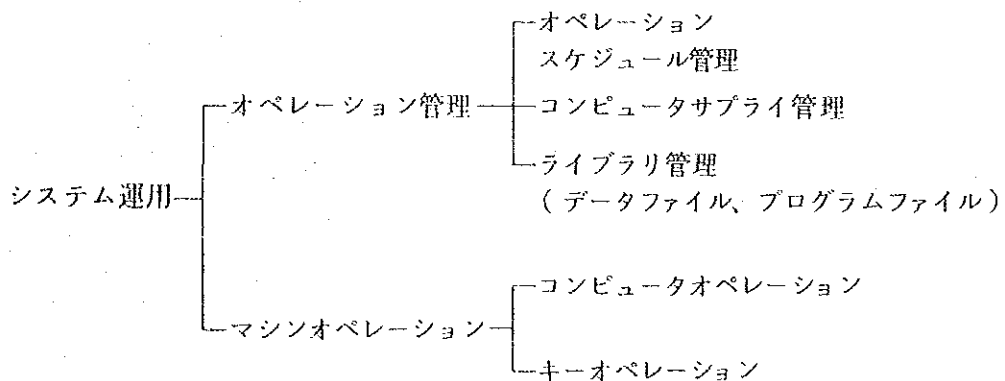 オペレーション
スケジュール管理
オペレーション管理
コンピュータサプライ管理
ライブラリ管理
システム運用
（データファイル、プログラムファイル）
コンピュータオペレーション
マシンオペレーション
キーオペレーション